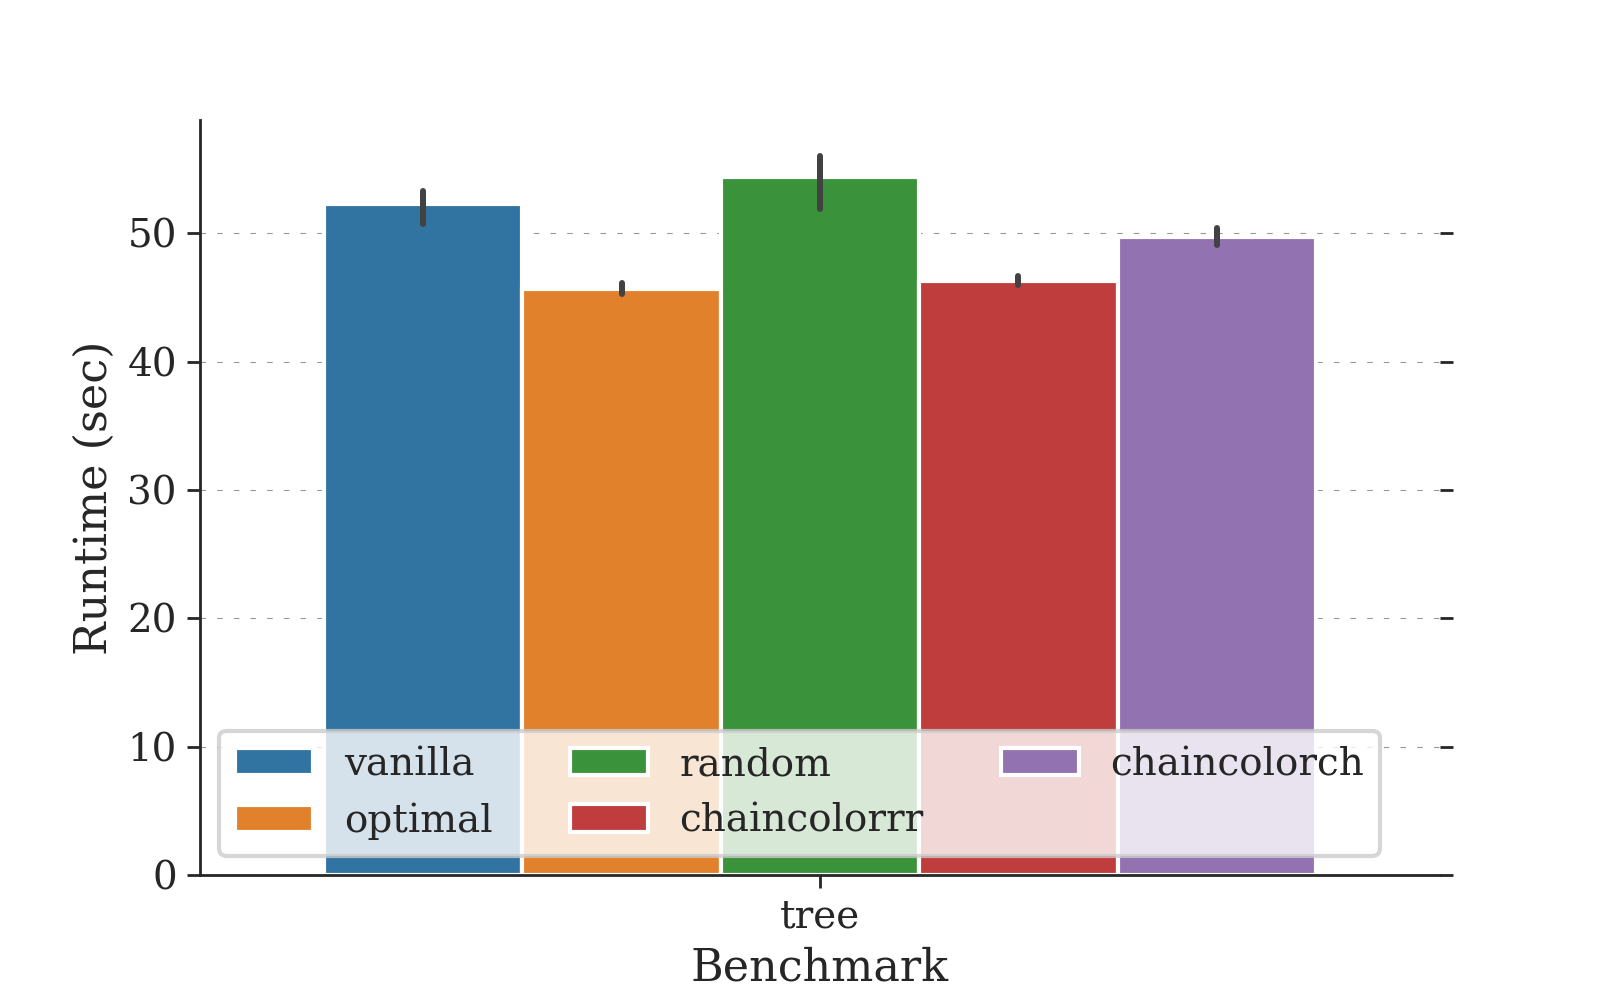 Runtime (sec)
50
40
30
20
10
0
vanilla
random
chaincolorch
optimal
chaincolorrr
tree
Benchmark